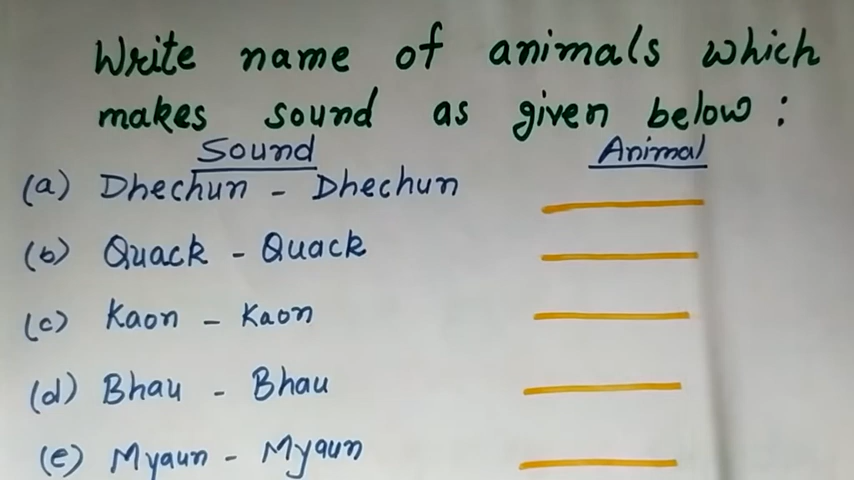 Write name of animals which
makes sound as given below :
Sound Animal
(a) Dhechun - Dhechun
(b) Quack - Quack
(c) Kaon - Kaon
(d) Bhau - Bhau
(e) Myaun - Myaun